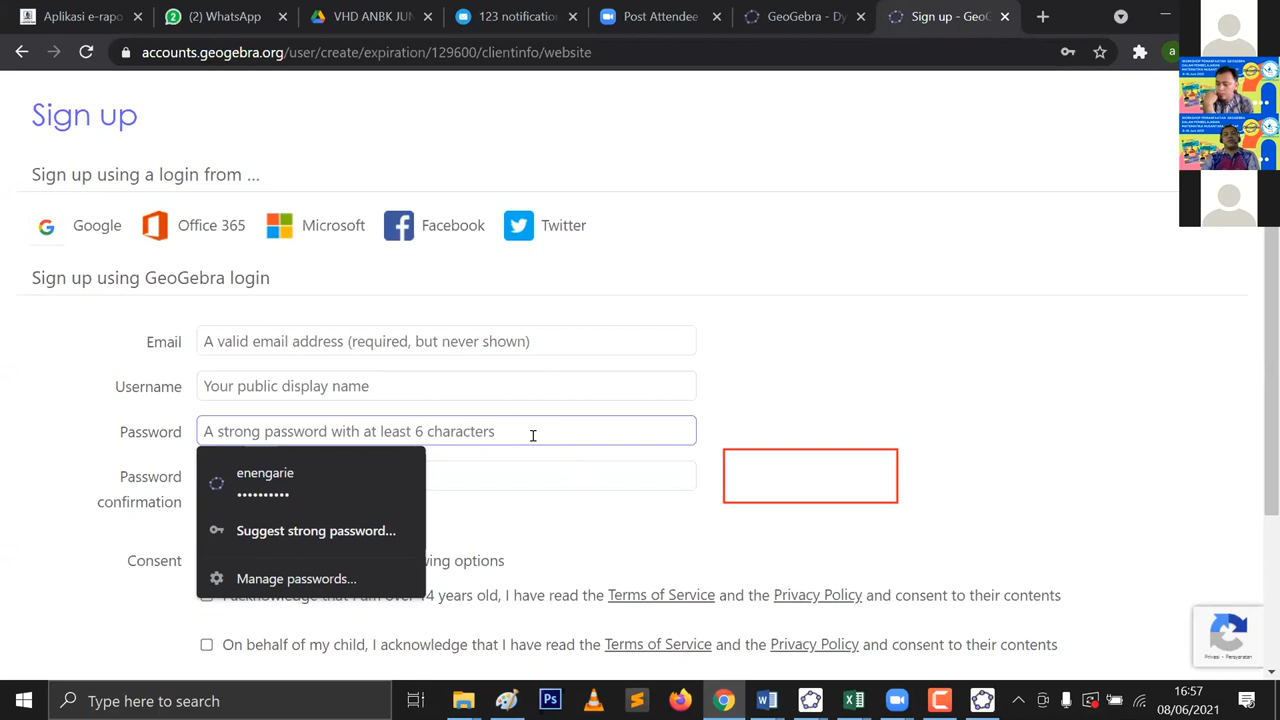 Aplikasi e-rapo
(2) WhatsApp
VHD ANBK JUN
123 notification
Post Attendee
GeoGebra - Dy
Sign up - GeoG
accounts.geogebra.org/user/create/expiration/129600/clientinfo/website
a
Sign up
Sign up using a login from ...
Google
Office 365
Microsoft
Facebook
Twitter
Sign up using GeoGebra login
Email
A valid email address (required, but never shown)
Username
Your public display name
Password
A strong password with at least 6 characters
Password
confirmation
enengarie
••••••••••
Suggest strong password...
Manage passwords...
Consent
wing options
4 years old, I have read the Terms of Service and the Privacy Policy and consent to their contents
On behalf of my child, I acknowledge that I have read the Terms of Service and the Privacy Policy and consent to their contents
Privasi - Persyaratan
Type here to search
16:57
08/06/2021